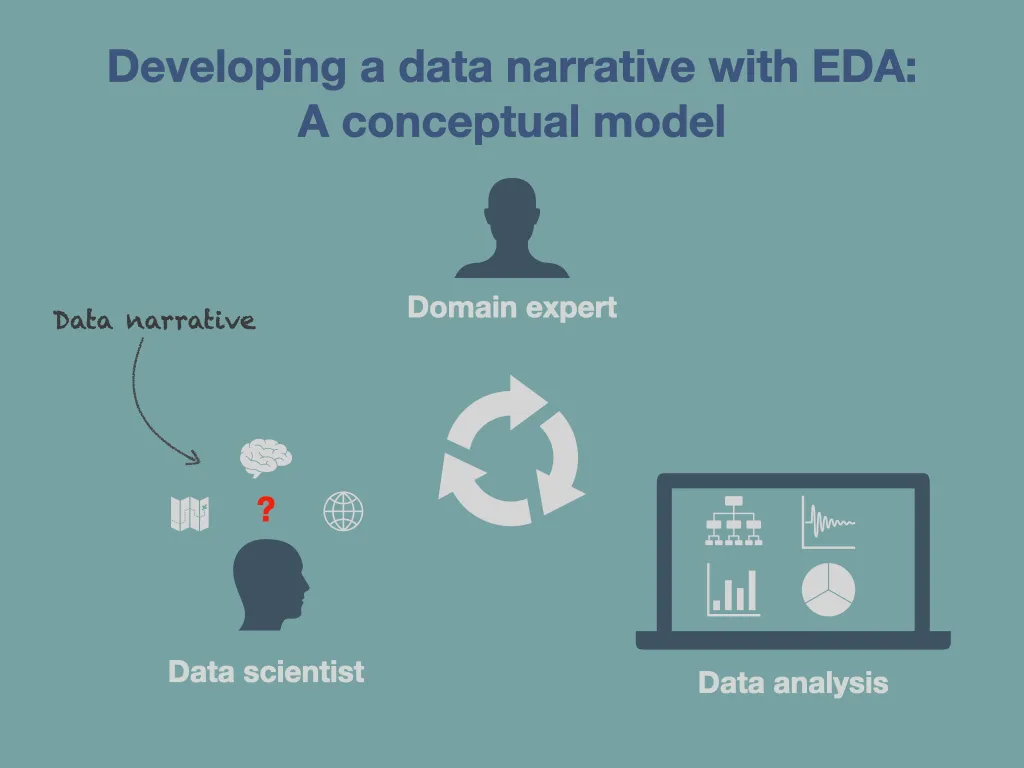 Developing a data narrative with EDA:
A conceptual model
Domain expert
Data narrative
?
Data scientist
Data analysis